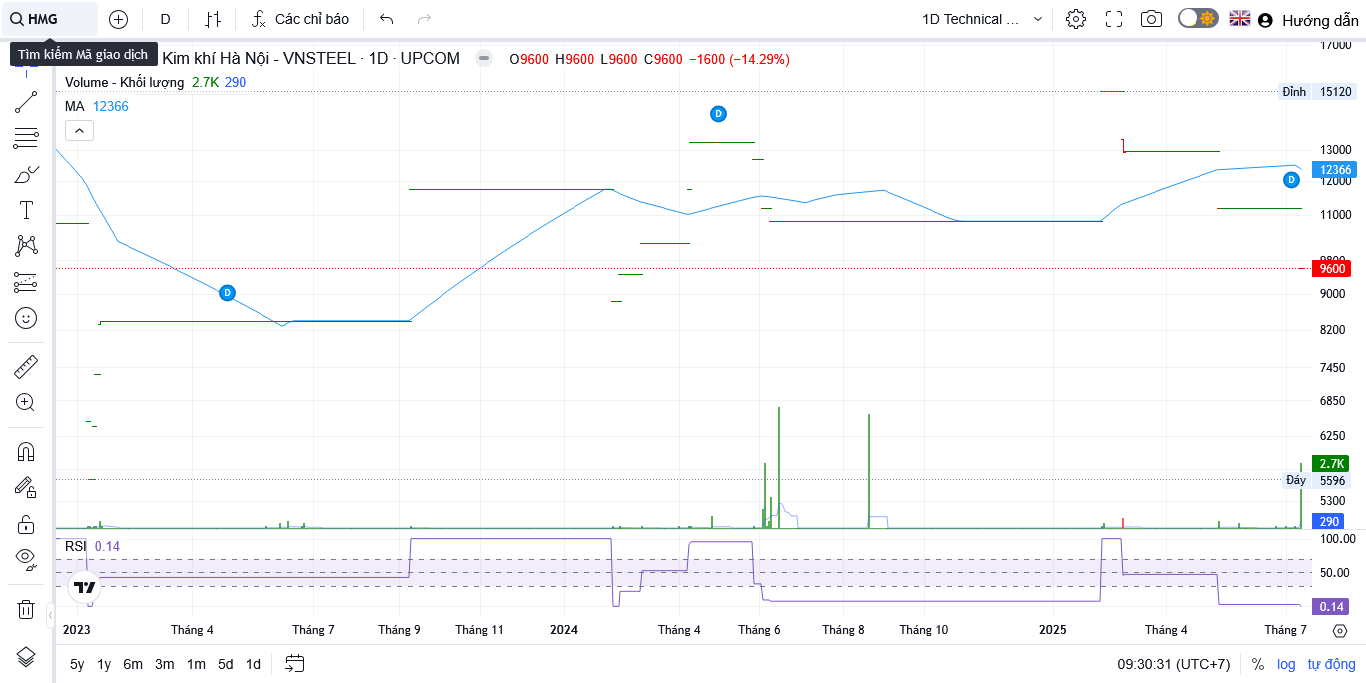 HMG D Các chỉ báo 1D Technical ... Hướng dẫn
Tìm kiếm Mã giao dịch
Kim khí Hà Nội - VNSTEEL · 1D · UPCOM O9600 H9600 L9600 C9600 −1600 (−14.29%)
Volume - Khối lượng 2.7K 290
MA 12366
D
D
D
17000
Đỉnh 15120
13000
12366
12000
11000
9800
9600
9000
8200
7450
6850
6250
2.7K
Đáy 5596
5300
290
RSI 0.14
100.00
50.00
0.14
2023 Tháng 4 Tháng 7 Tháng 9 Tháng 11 2024 Tháng 4 Tháng 6 Tháng 8 Tháng 10 2025 Tháng 4 Tháng 7
5y 1y 6m 3m 1m 5d 1d 09:30:31 (UTC+7) % log tự động